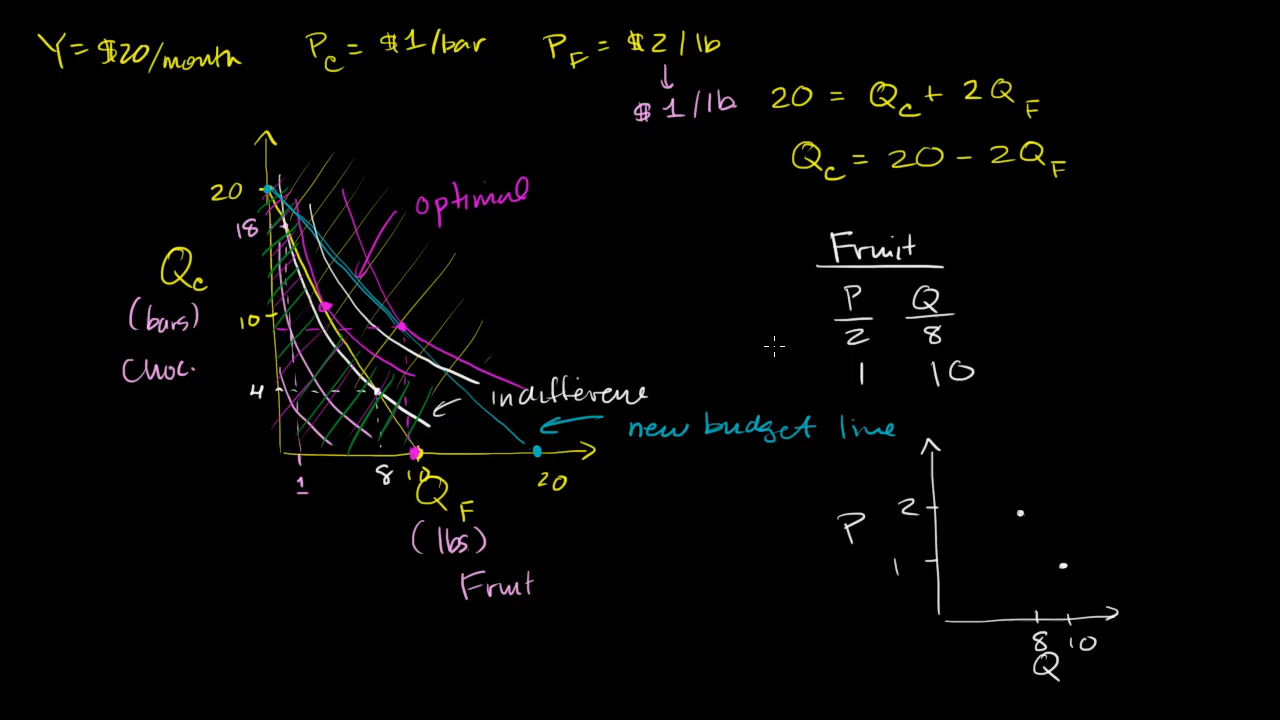 Y = $20/month
P_C = $1/bar
P_F = $2/lb
↓
$1/lb
20 = Q_C + 2Q_F
Q_C = 20 - 2Q_F
20
18
optimal
Q_C
(bars)
Choc.
10
4
indifference
new budget line
1
8
10
20
Q_F
(lbs)
Fruit
Fruit
P Q
2 8
1 10
P
2
1
8 10
Q